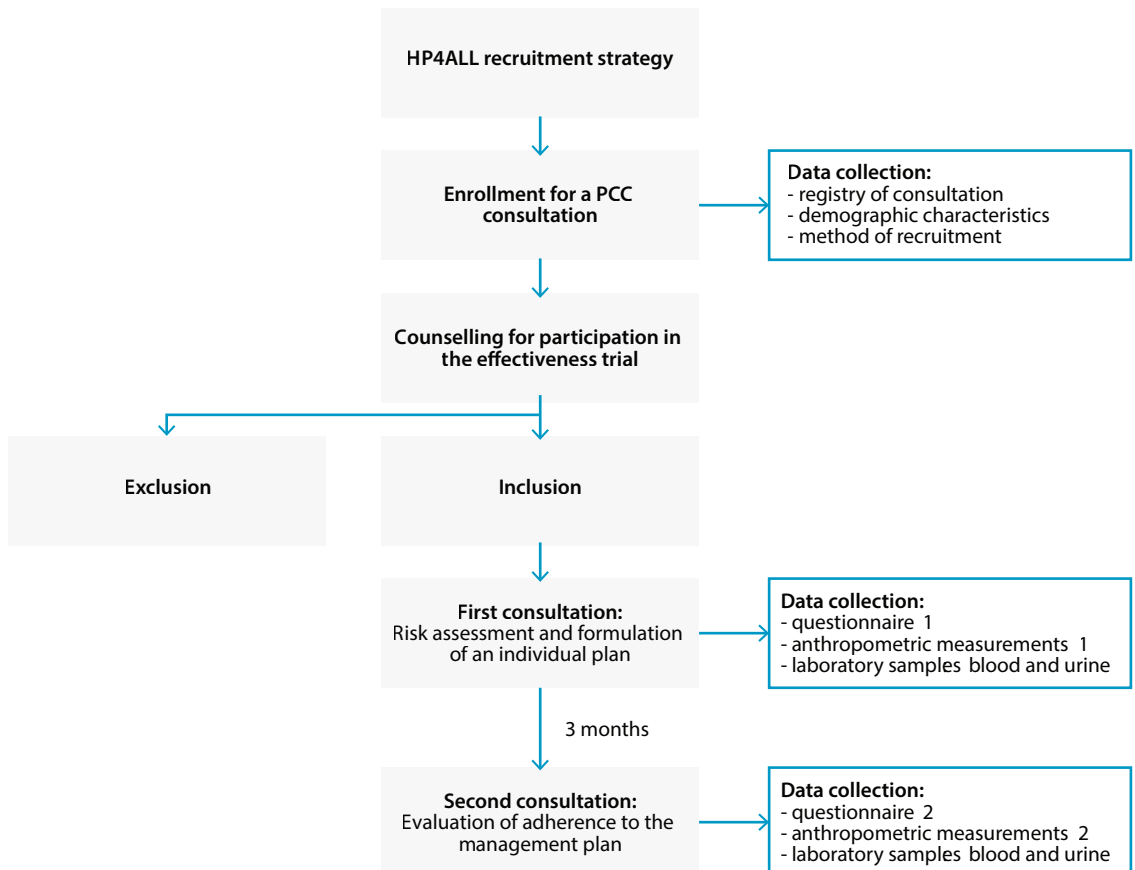 HP4ALL recruitment strategy
Enrollment for a PCC
consultation
Data collection:
- registry of consultation
- demographic characteristics
- method of recruitment
Counselling for participation in
the effectiveness trial
Exclusion
Inclusion
First consultation:
Risk assessment and formulation
of an individual plan
Data collection:
- questionnaire 1
- anthropometric measurements 1
- laboratory samples blood and urine
3 months
Second consultation:
Evaluation of adherence to the
management plan
Data collection:
- questionnaire 2
- anthropometric measurements 2
- laboratory samples blood and urine